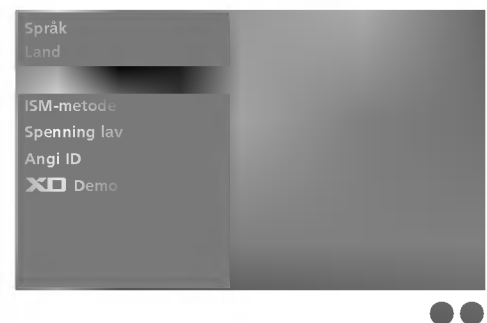 Språk
Land
ISM-metode
Spenning lav
Angi ID
XD Demo